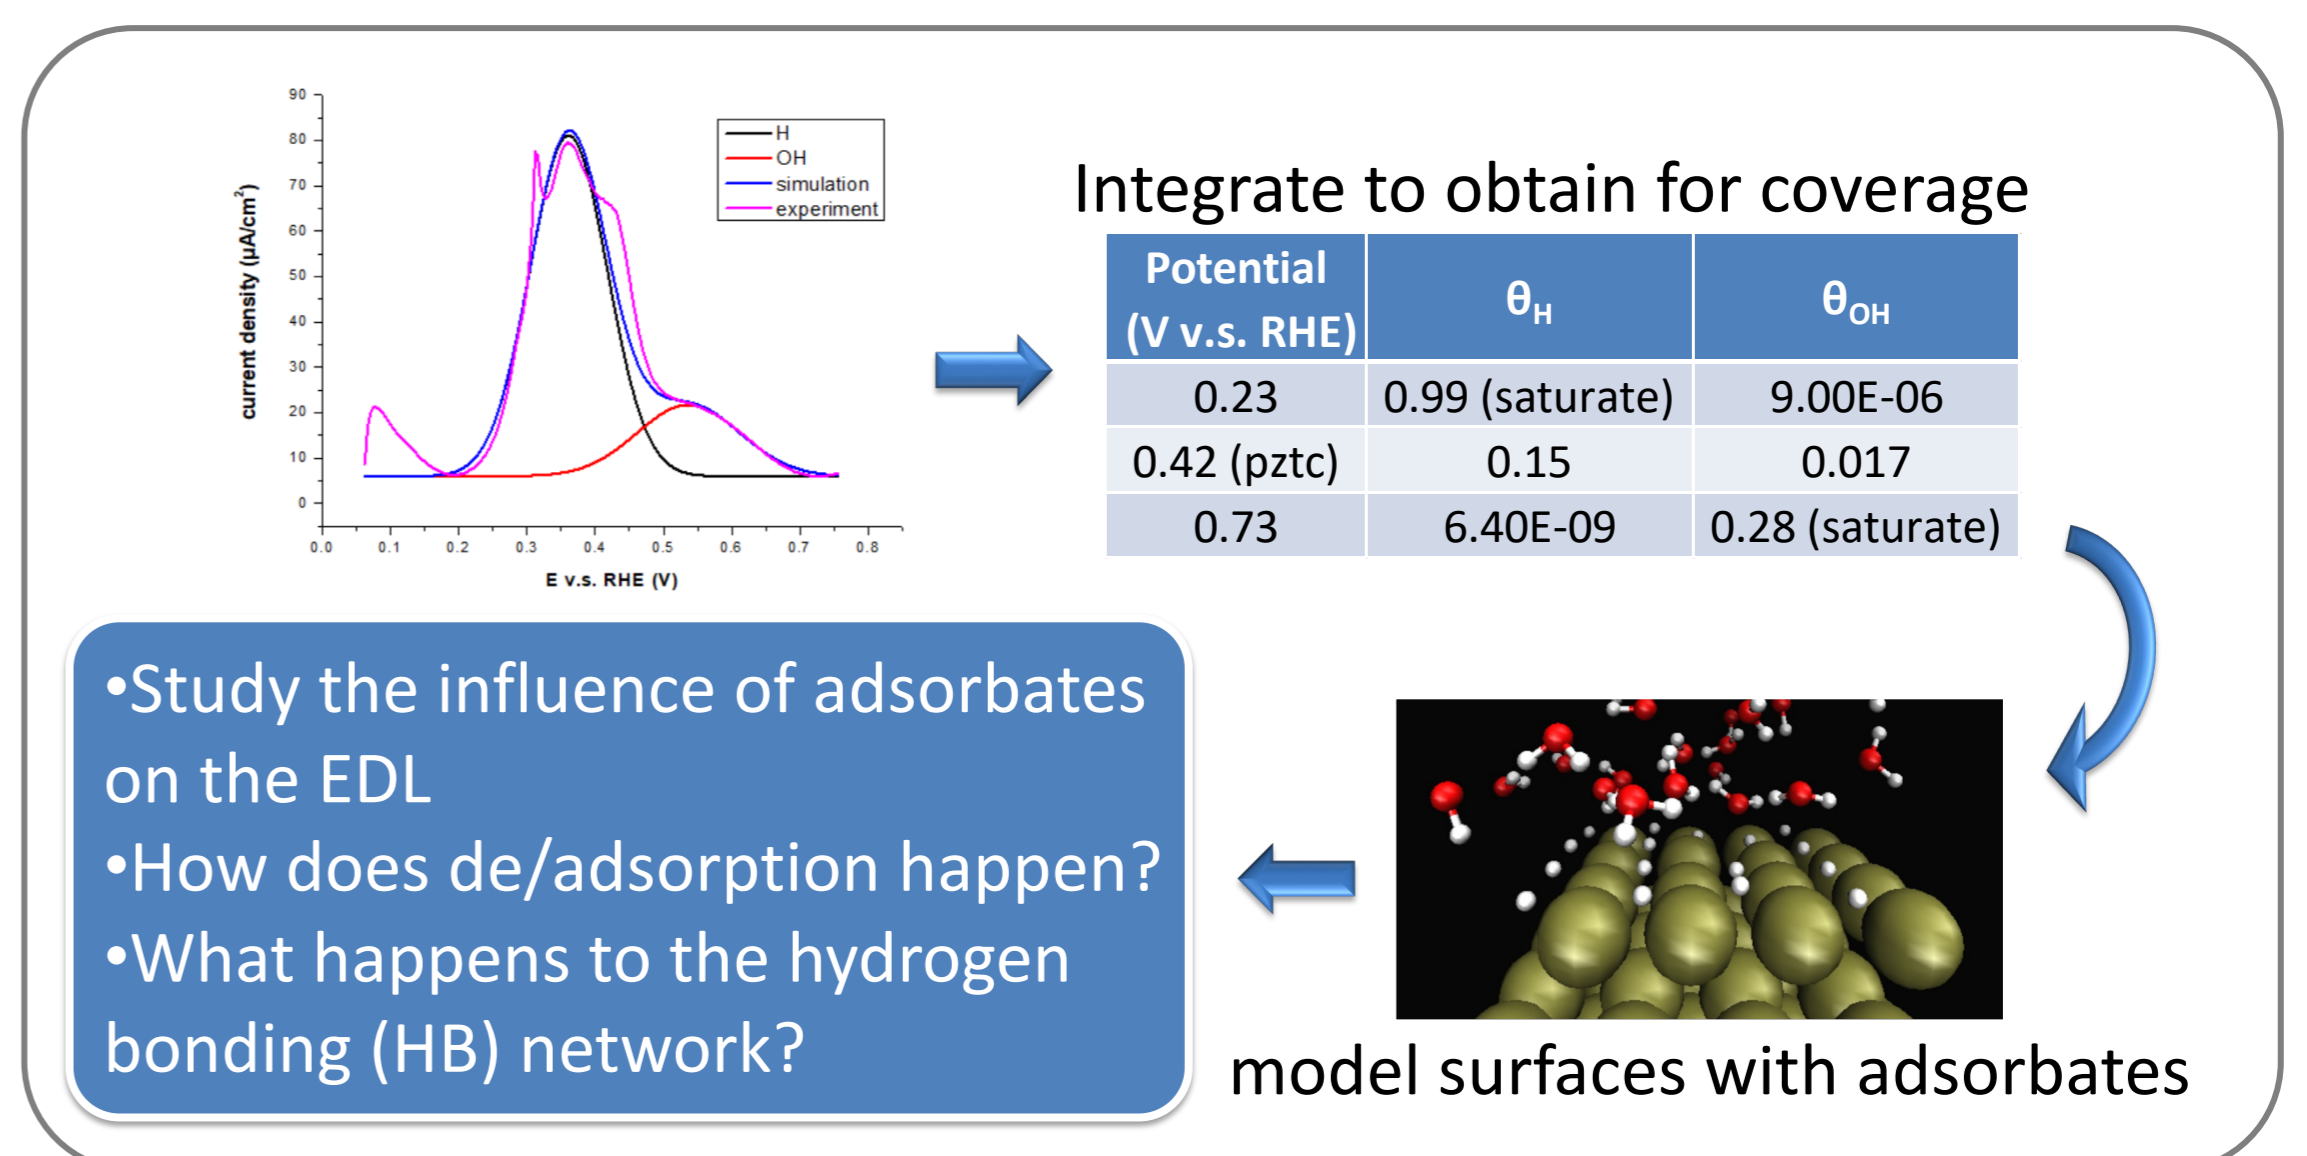 90
80
70
60
50
40
30
20
10
0
current density (μA/cm²)
0.0 0.1 0.2 0.3 0.4 0.5 0.6 0.7 0.8
E v.s. RHE (V)
H
OH
simulation
experiment
Integrate to obtain for coverage
Potential (V v.s. RHE) θH θOH
0.23 0.99 (saturate) 9.00E-06
0.42 (pztc) 0.15 0.017
0.73 6.40E-09 0.28 (saturate)
•Study the influence of adsorbates
on the EDL
•How does de/adsorption happen?
•What happens to the hydrogen
bonding (HB) network?
model surfaces with adsorbates